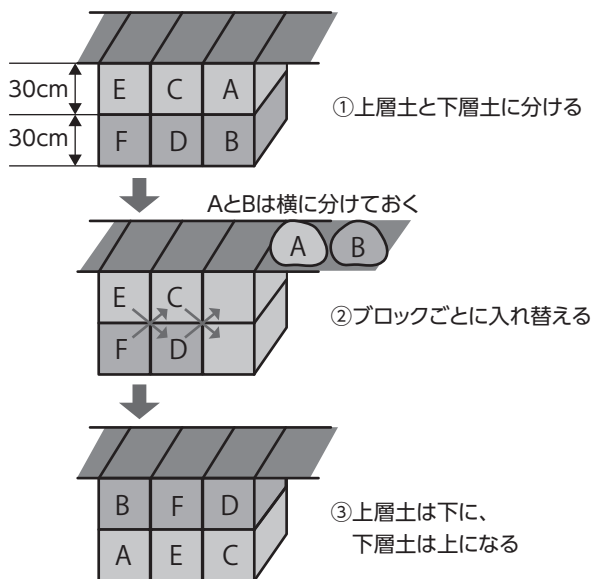 30cm
E C A
①上層土と下層土に分ける
30cm
F D B
AとBは横に分けておく
A B
E C
②ブロックごとに入れ替える
F D
B F D
③上層土は下に、
下層土は上になる
A E C